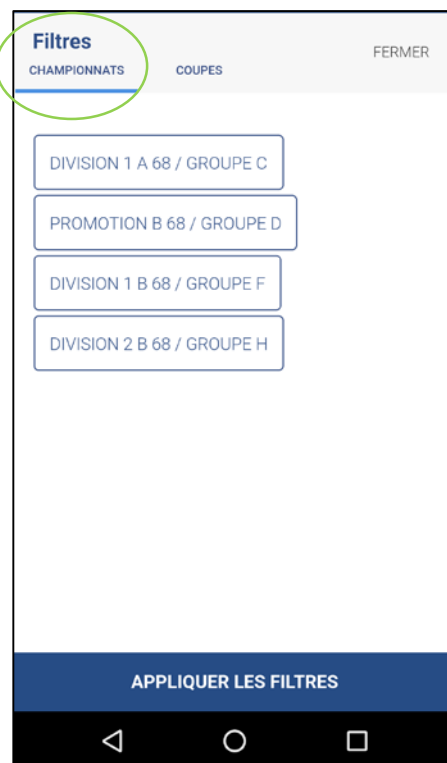 Filtres
FERMER
CHAMPIONNATS COUPES
DIVISION 1 A 68 / GROUPE C
PROMOTION B 68 / GROUPE D
DIVISION 1 B 68 / GROUPE F
DIVISION 2 B 68 / GROUPE H
APPLIQUER LES FILTRES